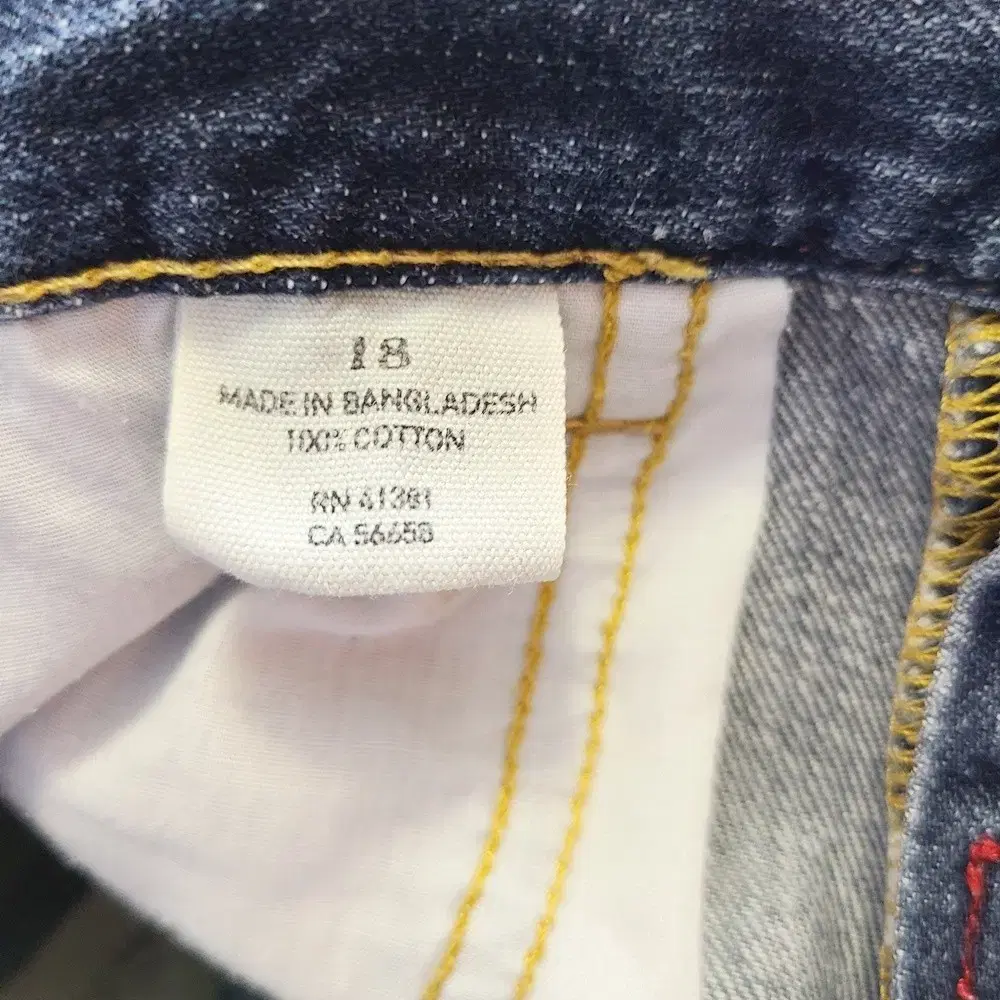 18
MADE IN BANGLADESH
100% COTTON
RN 41381
CA 56658